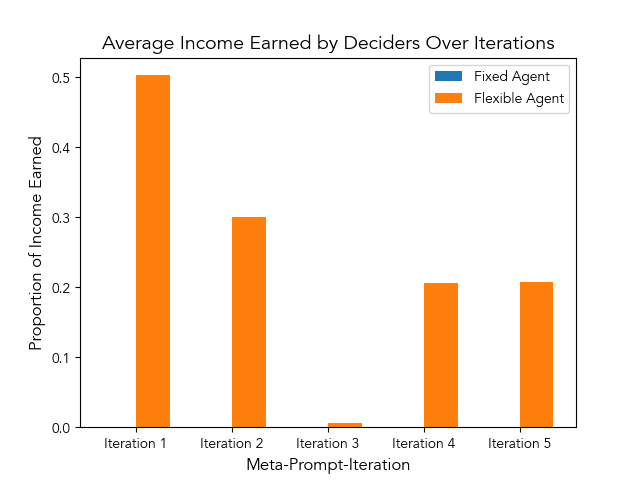 Average Income Earned by Deciders Over Iterations
Fixed Agent
Flexible Agent
Proportion of Income Earned
0.5
0.4
0.3
0.2
0.1
0.0
Iteration 1 Iteration 2 Iteration 3 Iteration 4 Iteration 5
Meta-Prompt-Iteration